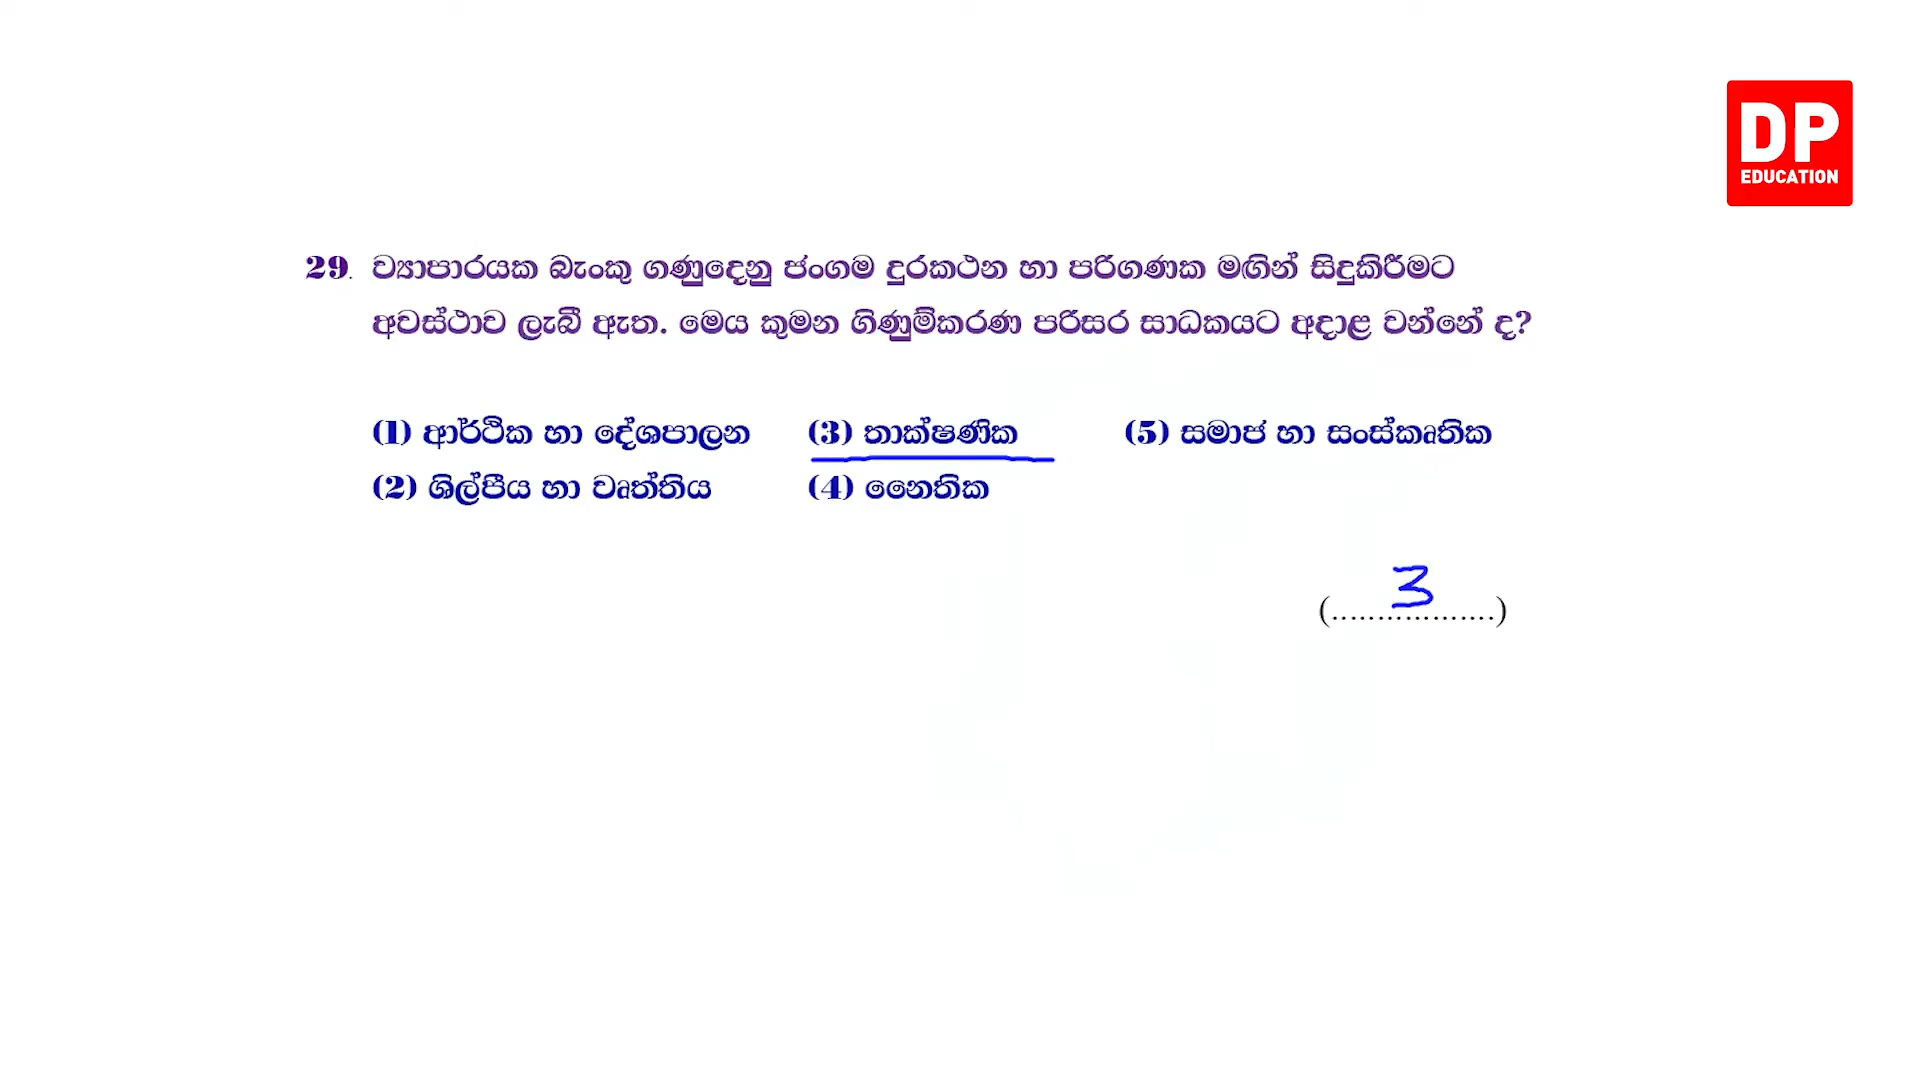 DP
EDUCATION
29. ව්‍යාපාරයක බැංකු ගණුදෙනු ජංගම දුරකථන හා පරිගණක මඟින් සිදුකිරීමට
අවස්ථාව ලැබී ඇත. මෙය කුමන ගිණුම්කරණ පරිසර සාධකයට අදාළ වන්නේ ද?
(1) ආර්ථික හා දේශපාලන (3) තාක්ෂණික (5) සමාජ හා සංස්කෘතික
(2) ශිල්පීය හා වෘත්තිය (4) නෛතික
3
(..................)